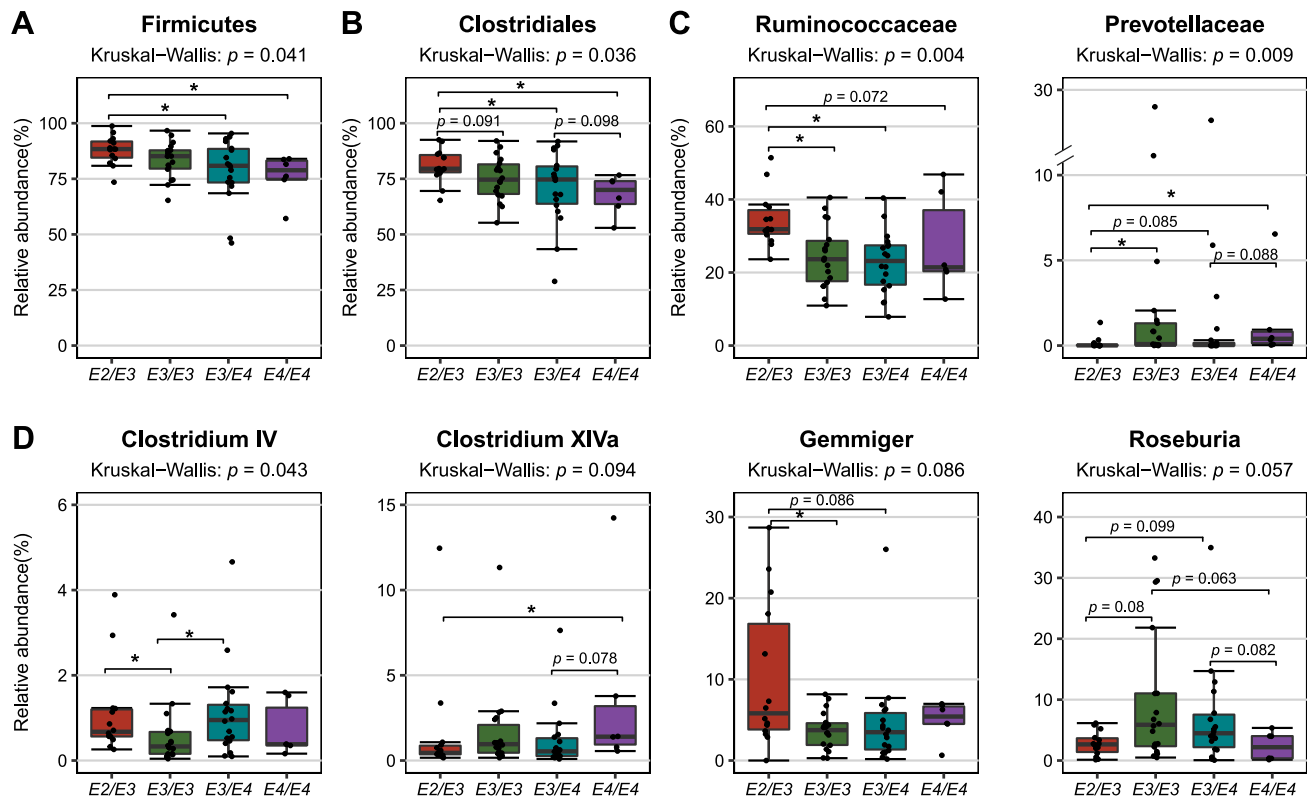 A
Firmicutes
Kruskal−Wallis: p = 0.041
Relative abundance(%)
100
75
50
25
0
*
*
E2/E3 E3/E3 E3/E4 E4/E4
B
Clostridiales
Kruskal−Wallis: p = 0.036
Relative abundance(%)
100
75
50
25
0
*
*
p = 0.091
p = 0.098
E2/E3 E3/E3 E3/E4 E4/E4
C
Ruminococcaceae
Kruskal−Wallis: p = 0.004
Relative abundance(%)
60
40
20
0
p = 0.072
*
*
E2/E3 E3/E3 E3/E4 E4/E4
Prevotellaceae
Kruskal−Wallis: p = 0.009
30
10
5
0
*
p = 0.085
*
p = 0.088
E2/E3 E3/E3 E3/E4 E4/E4
D
Clostridium IV
Kruskal−Wallis: p = 0.043
Relative abundance(%)
6
4
2
0
*
*
E2/E3 E3/E3 E3/E4 E4/E4
Clostridium XIVa
Kruskal−Wallis: p = 0.094
15
10
5
0
*
p = 0.078
E2/E3 E3/E3 E3/E4 E4/E4
Gemmiger
Kruskal−Wallis: p = 0.086
30
20
10
0
p = 0.086
*
E2/E3 E3/E3 E3/E4 E4/E4
Roseburia
Kruskal−Wallis: p = 0.057
40
30
20
10
0
p = 0.099
p = 0.063
p = 0.08
p = 0.082
E2/E3 E3/E3 E3/E4 E4/E4